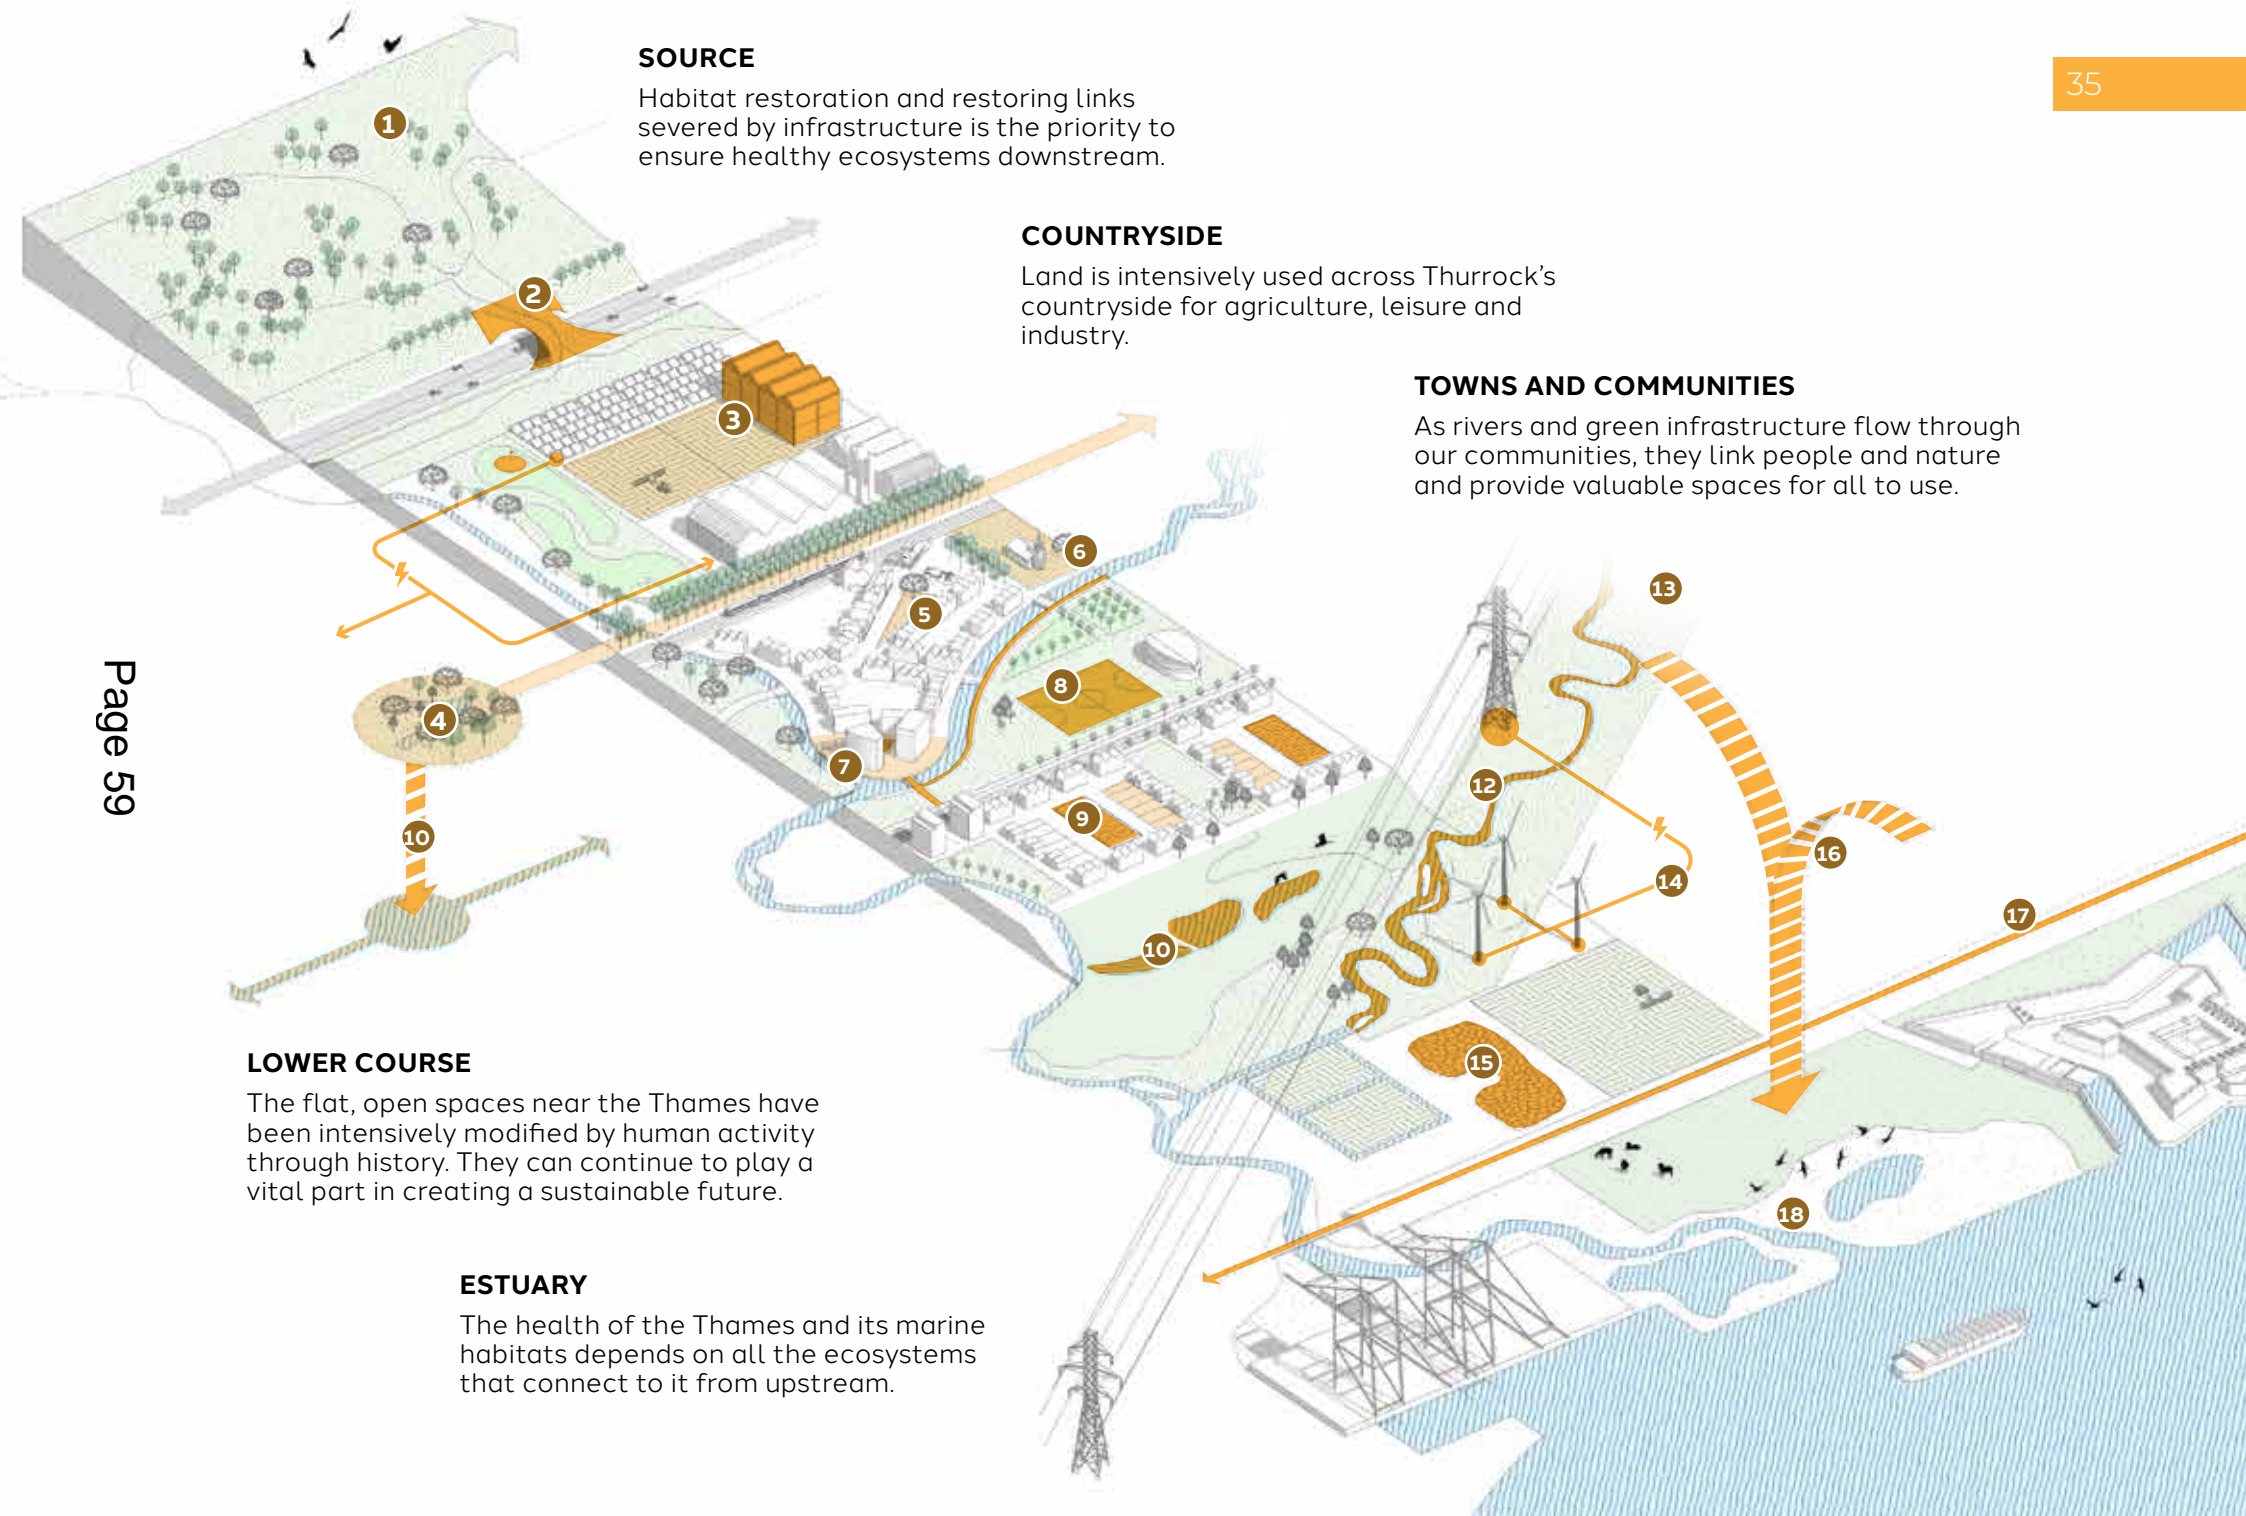 35
SOURCE
Habitat restoration and restoring links
severed by infrastructure is the priority to
ensure healthy ecosystems downstream.
COUNTRYSIDE
Land is intensively used across Thurrock’s
countryside for agriculture, leisure and
industry.
TOWNS AND COMMUNITIES
As rivers and green infrastructure flow through
our communities, they link people and nature
and provide valuable spaces for all to use.
1
2
3
6
13
5
8
4
7
12
9
10
16
14
17
10
15
18
Page 59
LOWER COURSE
The flat, open spaces near the Thames have
been intensively modified by human activity
through history. They can continue to play a
vital part in creating a sustainable future.
ESTUARY
The health of the Thames and its marine
habitats depends on all the ecosystems
that connect to it from upstream.